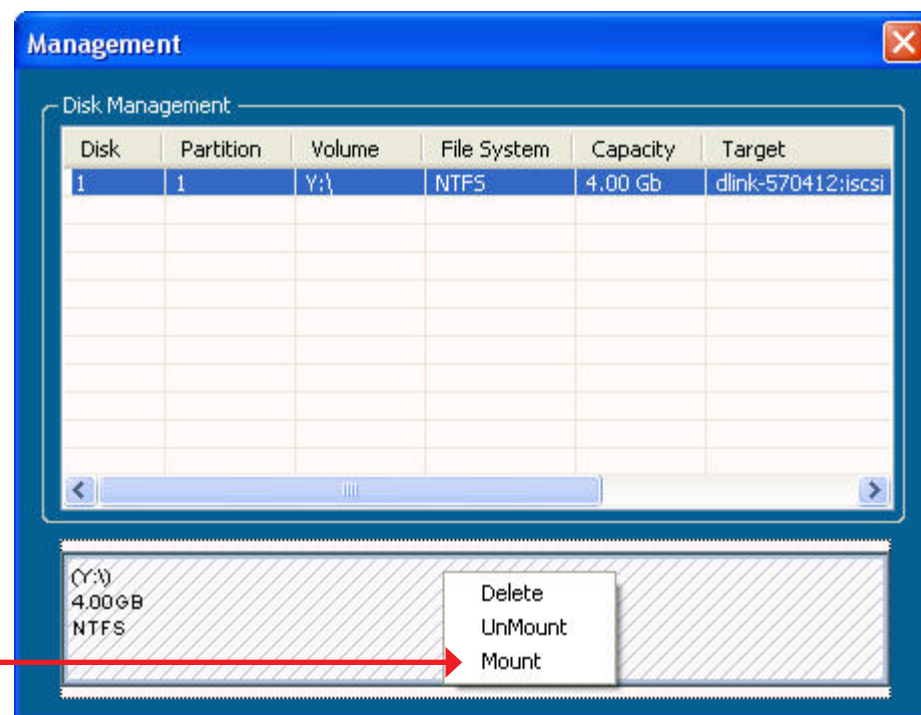 Management
Disk Management
Disk Partition Volume File System Capacity Target
1 1 Y:\ NTFS 4.00 Gb dlink-570412:iscsi
(Y:\)
4.00GB
NTFS
Delete
UnMount
Mount